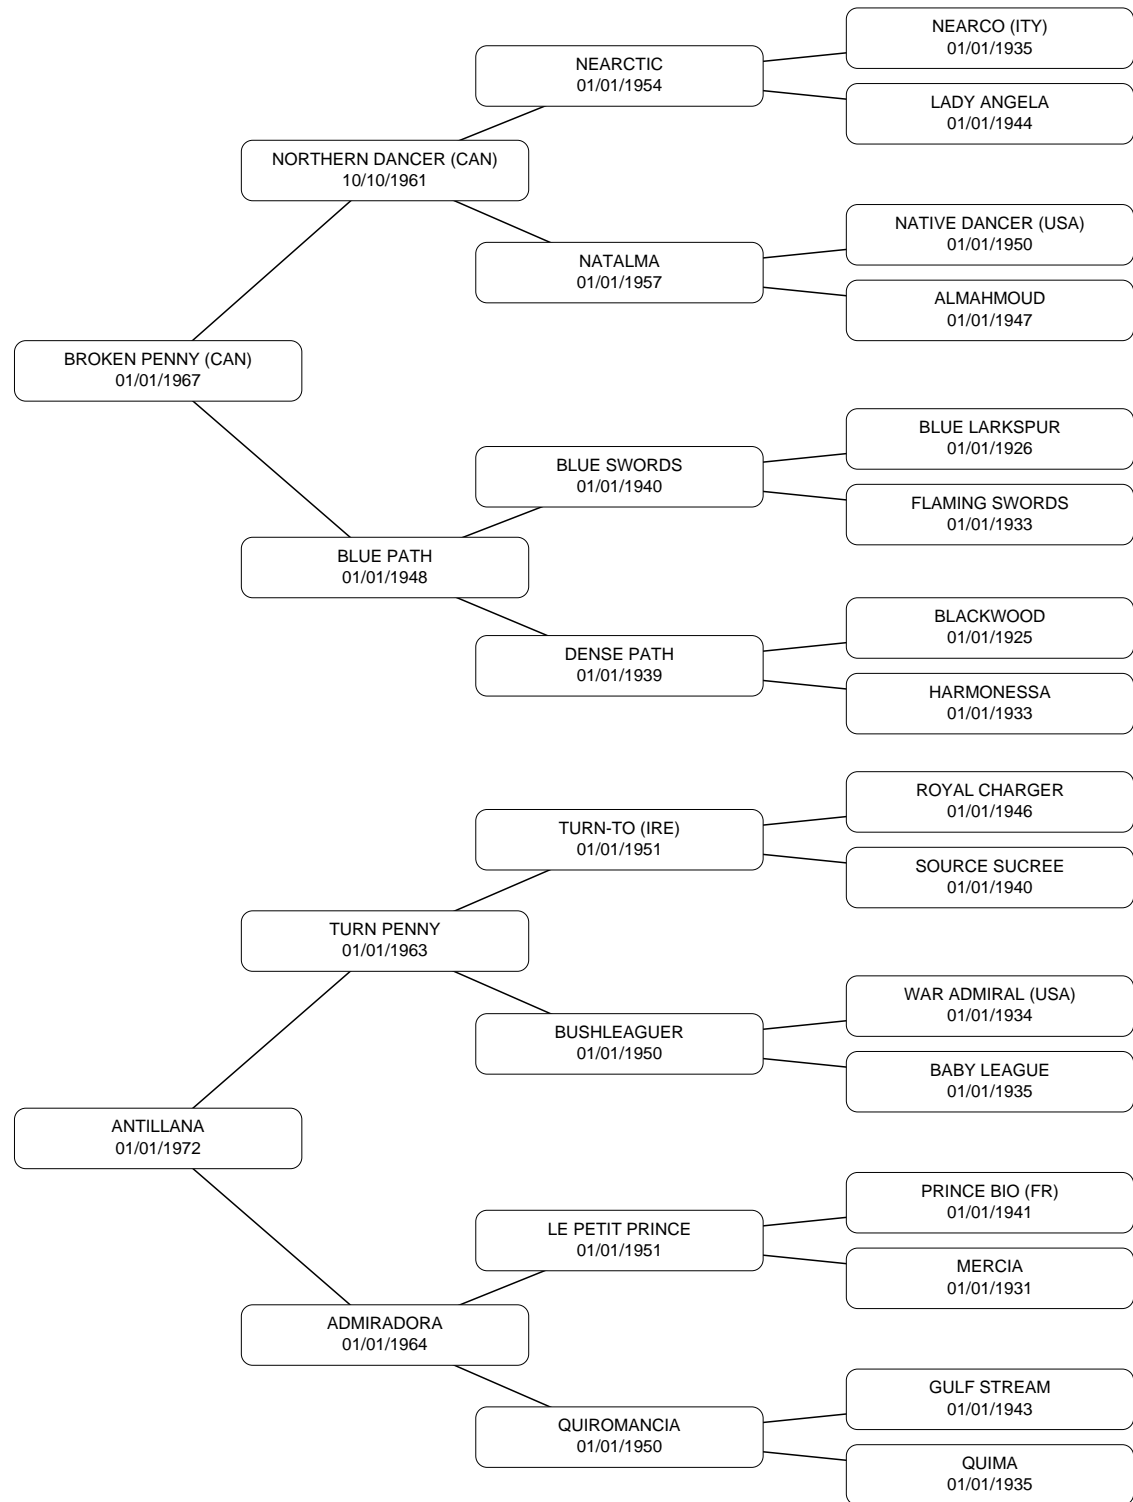 NEARCO (ITY)
01/01/1935
NEARCTIC
01/01/1954
LADY ANGELA
01/01/1944
NORTHERN DANCER (CAN)
10/10/1961
NATIVE DANCER (USA)
01/01/1950
NATALMA
01/01/1957
ALMAHMOUD
01/01/1947
BROKEN PENNY (CAN)
01/01/1967
BLUE LARKSPUR
01/01/1926
BLUE SWORDS
01/01/1940
FLAMING SWORDS
01/01/1933
BLUE PATH
01/01/1948
BLACKWOOD
01/01/1925
DENSE PATH
01/01/1939
HARMONESSA
01/01/1933
ROYAL CHARGER
01/01/1946
TURN-TO (IRE)
01/01/1951
SOURCE SUCREE
01/01/1940
TURN PENNY
01/01/1963
WAR ADMIRAL (USA)
01/01/1934
BUSHLEAGUER
01/01/1950
BABY LEAGUE
01/01/1935
ANTILLANA
01/01/1972
PRINCE BIO (FR)
01/01/1941
LE PETIT PRINCE
01/01/1951
MERCIA
01/01/1931
ADMIRADORA
01/01/1964
GULF STREAM
01/01/1943
QUIROMANCIA
01/01/1950
QUIMA
01/01/1935